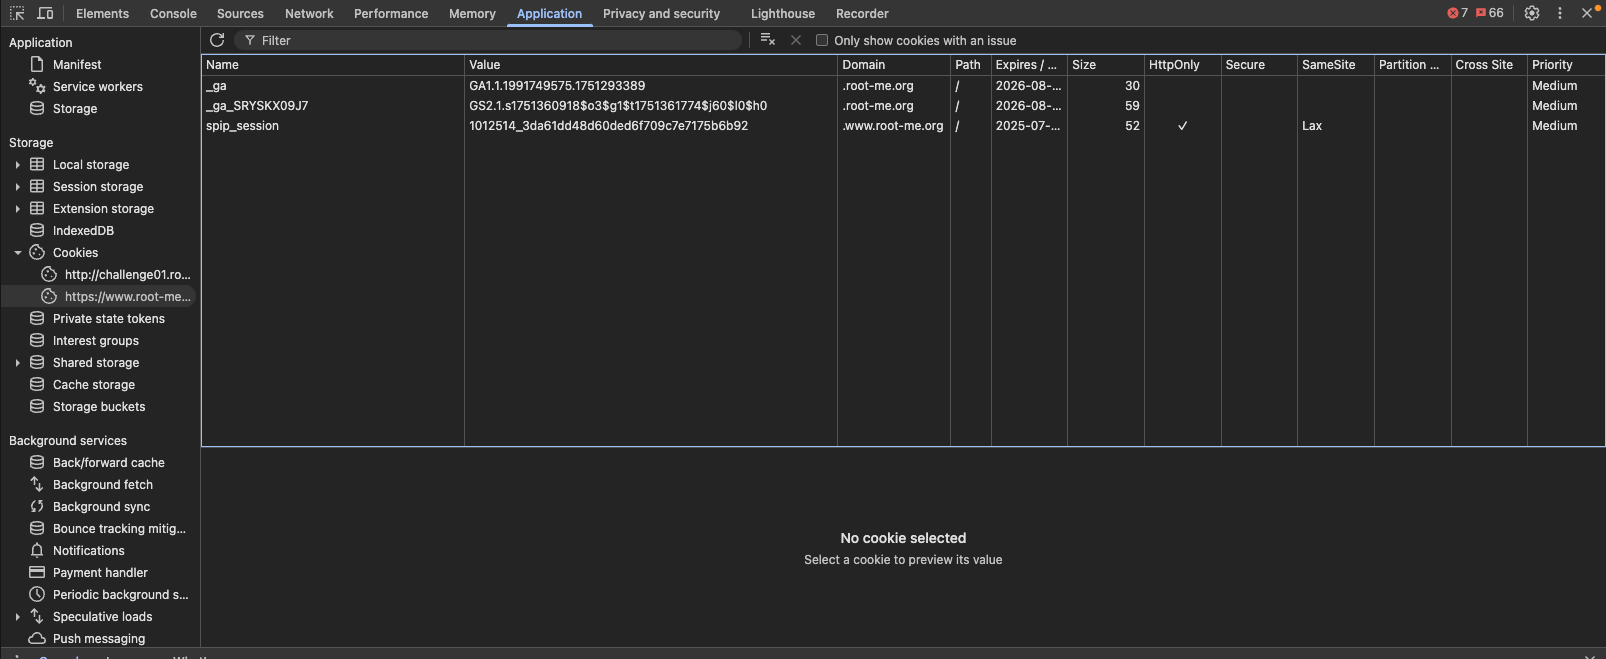 Elements Console Sources Network Performance Memory Application Privacy and security Lighthouse Recorder 7 66
Application
Manifest
Service workers
Storage
Storage
Local storage
Session storage
Extension storage
IndexedDB
Cookies
http://challenge01.ro...
https://www.root-me...
Private state tokens
Interest groups
Shared storage
Cache storage
Storage buckets
Background services
Back/forward cache
Background fetch
Background sync
Bounce tracking mitig...
Notifications
Payment handler
Periodic background s...
Speculative loads
Push messaging
Filter Only show cookies with an issue
Name Value Domain Path Expires / ... Size HttpOnly Secure SameSite Partition ... Cross Site Priority
_ga GA1.1.1991749575.1751293389 .root-me.org / 2026-08-... 30 Medium
_ga_SRYSKX09J7 GS2.1.s1751360918$o3$g1$t1751361774$j60$l0$h0 .root-me.org / 2026-08-... 59 Medium
spip_session 1012514_3da61dd48d60ded6f709c7e7175b6b92 .www.root-me.org / 2025-07-... 52 ✓ Lax Medium
No cookie selected
Select a cookie to preview its value